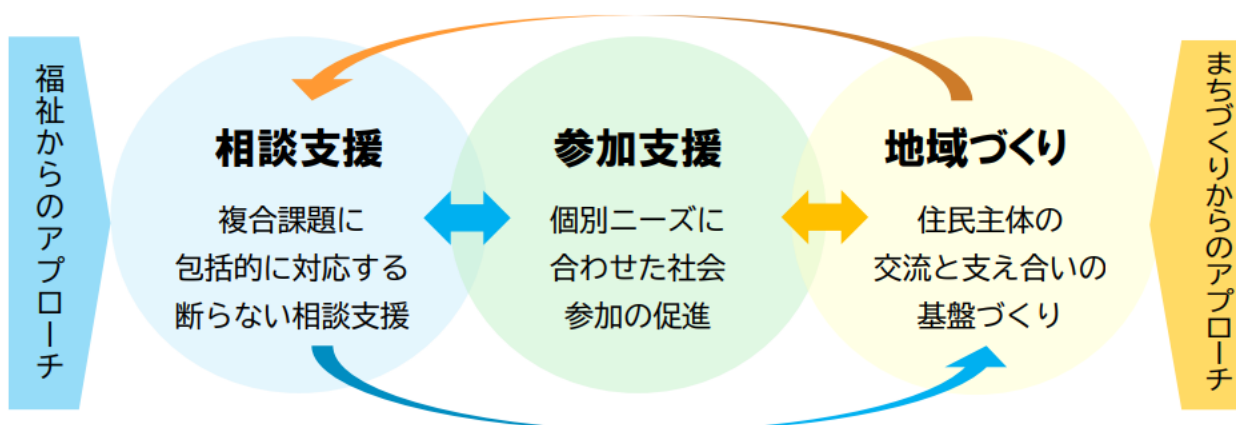 福祉からのアプローチ
相談支援
複合課題に
包括的に対応する
断らない相談支援
参加支援
個別ニーズに
合わせた社会
参加の促進
地域づくり
住民主体の
交流と支え合いの
基盤づくり
まちづくりからのアプローチ